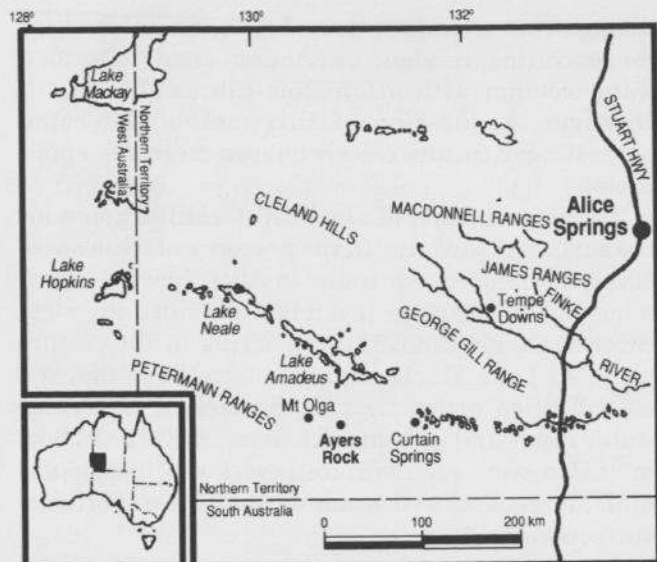 128°
130°
132°
Lake
Mackay
Northern Territory
West Australia
STUART HWY
CLELAND HILLS
MACDONNELL RANGES
Alice
Springs
Lake
Hopkins
JAMES RANGES
Tempe
Downs
FINKE
RIVER
Lake
Neale
GEORGE GILL RANGE
Lake
Amadeus
PETERMANN RANGES
Mt Olga
Ayers
Rock
Curtain
Springs
Northern Territory
South Australia
0 100 200 km